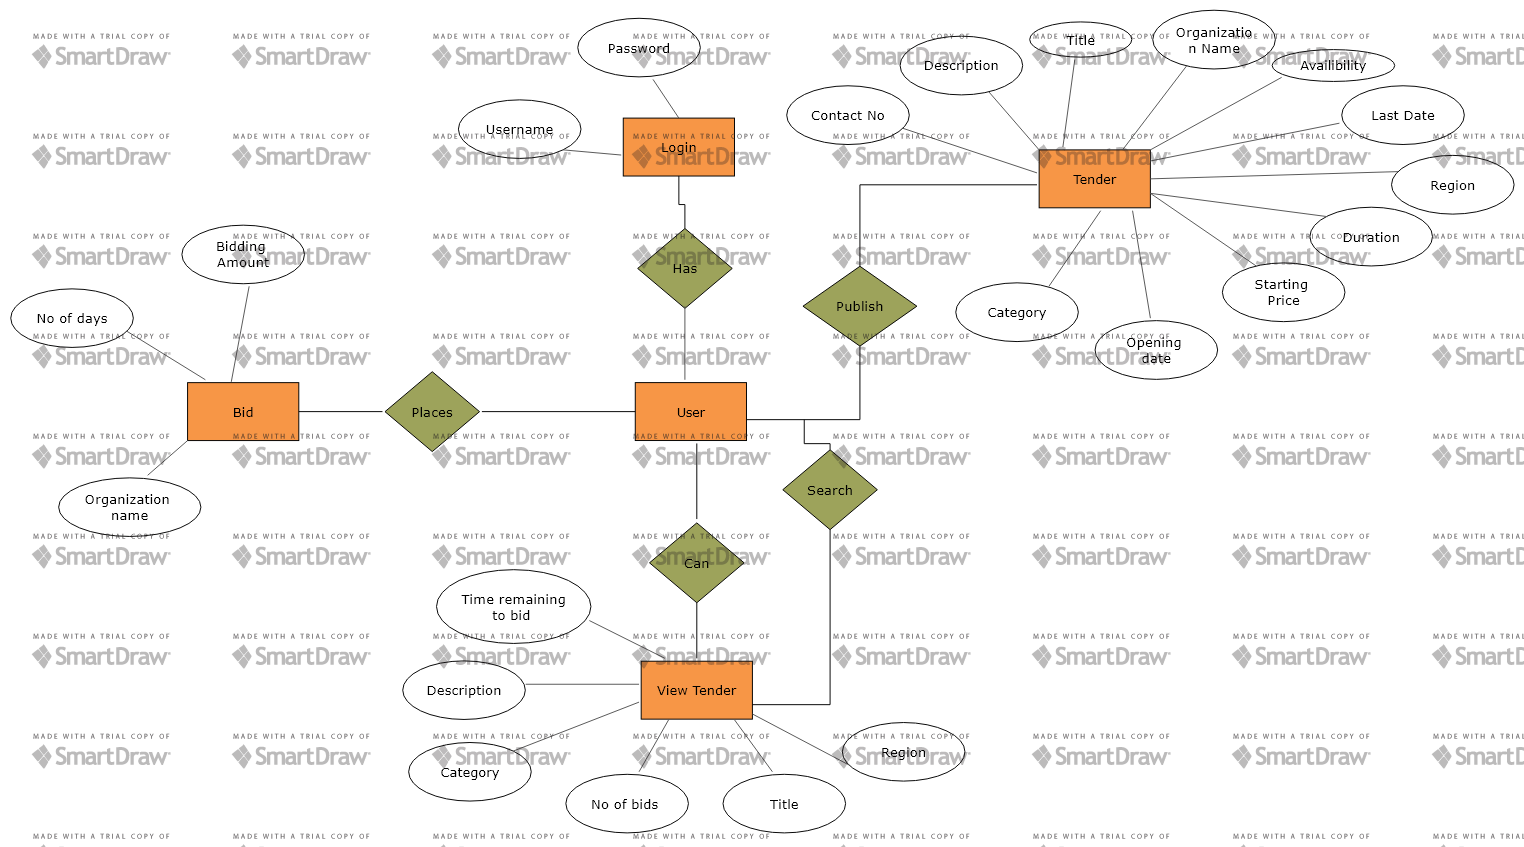 Password
Username
Login
Has
Contact No
Description
Title
Organizatio
n Name
Availibility
Last Date
Region
Duration
Starting
Price
Opening
date
Category
Tender
Publish
Bidding
Amount
No of days
Bid
Organization
name
Places
User
Search
Can
Time remaining
to bid
Description
Category
No of bids
Title
Region
View Tender
MADE WITH A TRIAL COPY OF
SmartDraw